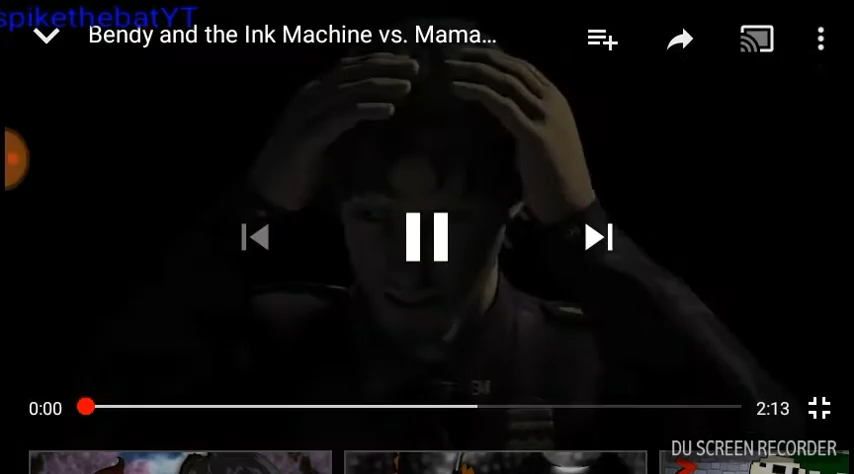 spikethebatYT
Bendy and the Ink Machine vs. Mama...
0:00
2:13
DU SCREEN RECORDER